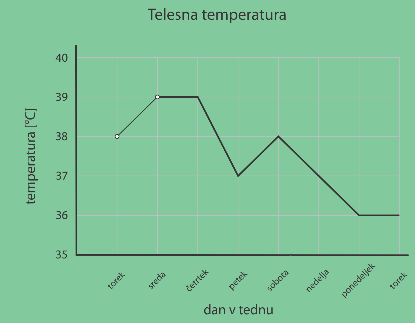 Telesna temperatura
temperatura [°C]
40
39
38
37
36
35
torek
sreda
četrtek
petek
sobota
nedelja
ponedeljek
torek
dan v tednu